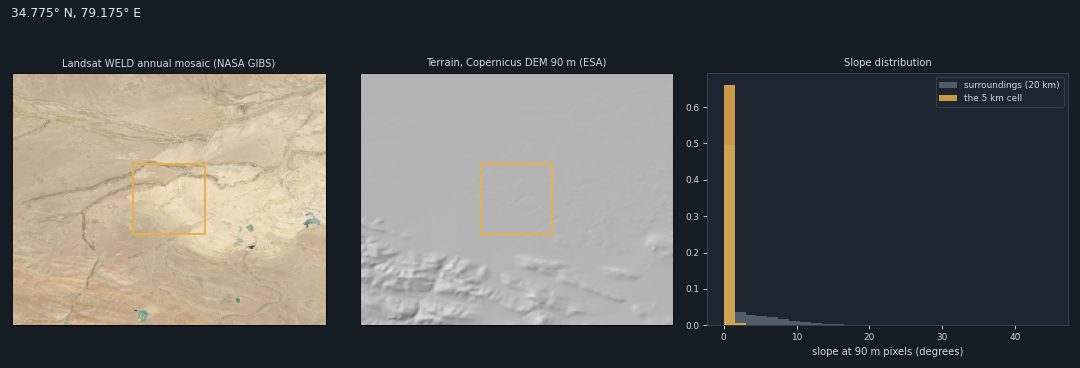 34.775° N, 79.175° E
Landsat WELD annual mosaic (NASA GIBS)
Terrain, Copernicus DEM 90 m (ESA)
Slope distribution
surroundings (20 km)
the 5 km cell
0.6
0.5
0.4
0.3
0.2
0.1
0.0
0 10 20 30 40
slope at 90 m pixels (degrees)